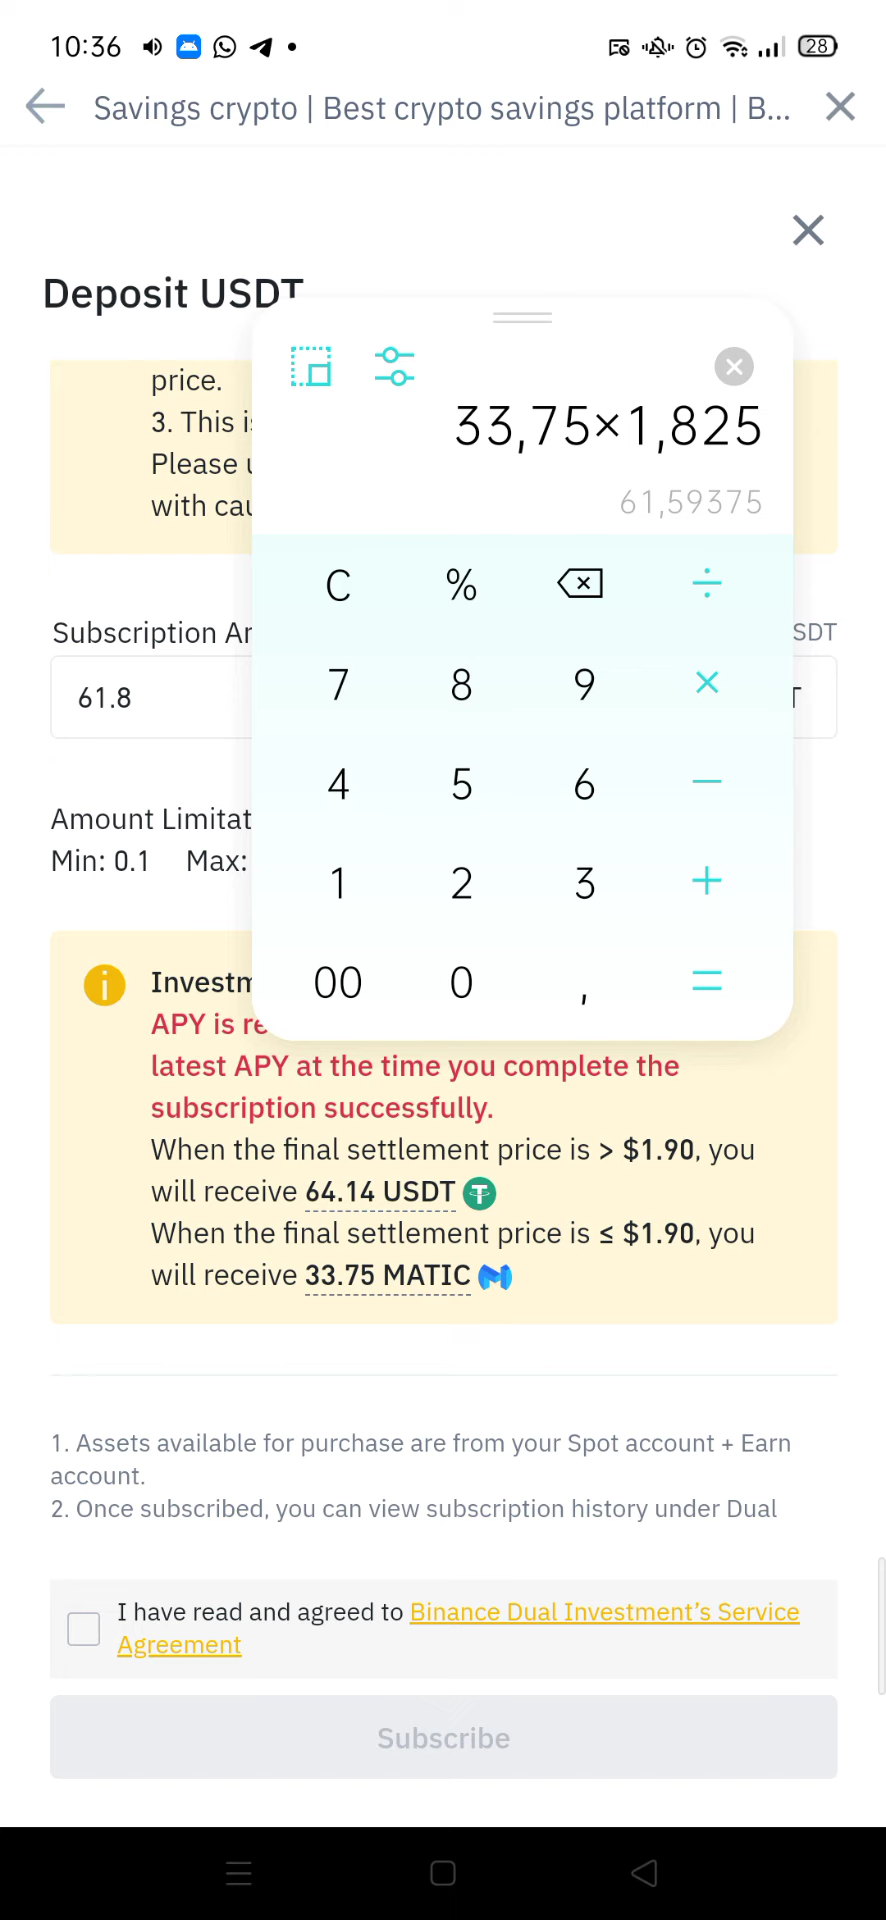 10:36
28
Savings crypto | Best crypto savings platform | B...
Deposit USDT
price.
3. This
Please
with
33,75×1,825
61,59375
C % ÷
7 8 9 ×
4 5 6 −
1 2 3 +
00 0 , =
Subscription
SDT
61.8
T
Amount
Min: 0.1 Max:
APY is
latest APY at the time you complete the
subscription successfully.
When the final settlement price is > $1.90, you
will receive 64.14 USDT
When the final settlement price is ≤ $1.90, you
will receive 33.75 MATIC
1. Assets available for purchase are from your Spot account + Earn
account.
2. Once subscribed, you can view subscription history under Dual
I have read and agreed to Binance Dual Investment’s Service
Agreement
Subscribe